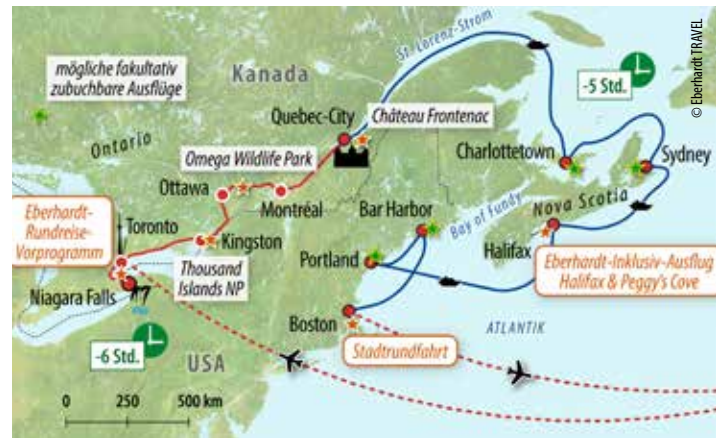 © Eberhardt TRAVEL
mögliche fakultativ
zubuchbare Ausflüge
Kanada
St.-Lorenz-Strom
-5 Std.
Quebec-City
Château Frontenac
Ontario
Omega Wildlife Park
Charlottetown
Sydney
Ottawa
Montréal
Bar Harbor
Bay of Fundy
Nova Scotia
Eberhardt-
Rundreise-
Vorprogramm
Toronto
Kingston
Halifax
Portland
Thousand
Islands NP
Eberhardt-Inklusiv-Ausflug
Halifax & Peggy's Cove
Niagara Falls
Boston
ATLANTIK
-6 Std.
Stadtrundfahrt
USA
0 250 500 km